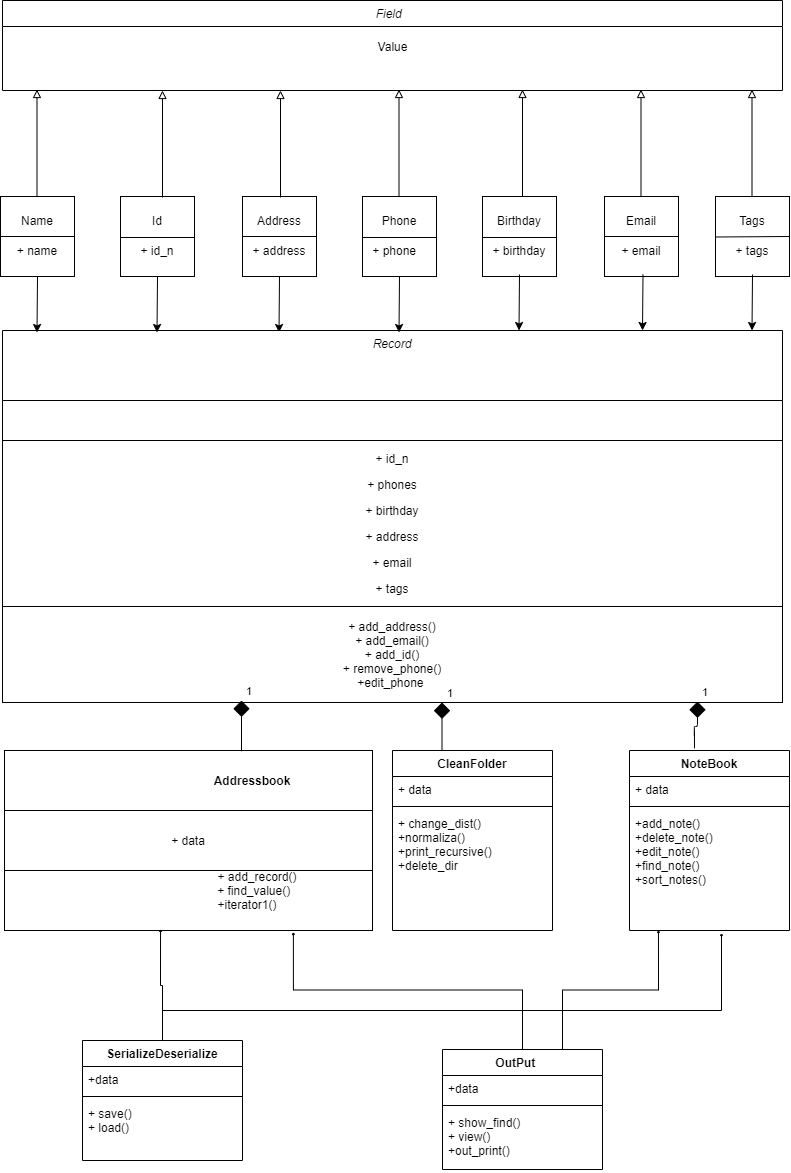 Field
Value
Name
Id
Address
Phone
Birthday
Email
Tags
+ name
+ id_n
+ address
+ phone
+ birthday
+ email
+ tags
Record
+ id_n
+ phones
+ birthday
+ address
+ email
+ tags
+ add_address()
+ add_email()
+ add_id()
+ remove_phone()
+edit_phone
1
1
1
Addressbook
+ data
+ add_record()
+ find_value()
+iterator1()
CleanFolder
+ data
+ change_dist()
+normaliza()
+print_recursive()
+delete_dir
NoteBook
+ data
+add_note()
+delete_note()
+edit_note()
+find_note()
+sort_notes()
SerializeDeserialize
+data
+ save()
+ load()
OutPut
+data
+ show_find()
+ view()
+out_print()